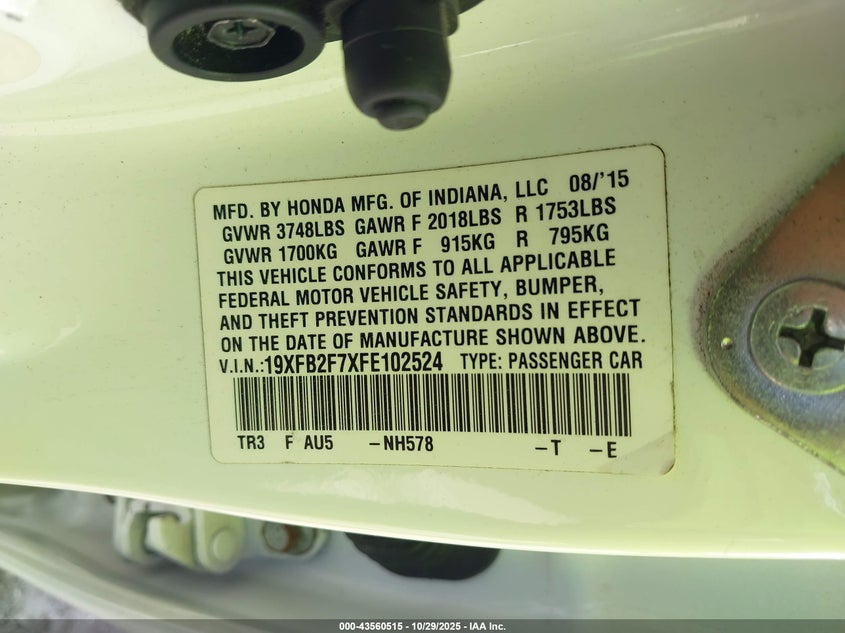 MFD. BY HONDA MFG. OF INDIANA, LLC 08/'15
GVWR 3748LBS GAWR F 2018LBS R 1753LBS
GVWR 1700KG GAWR F 915KG R 795KG
THIS VEHICLE CONFORMS TO ALL APPLICABLE
FEDERAL MOTOR VEHICLE SAFETY, BUMPER,
AND THEFT PREVENTION STANDARDS IN EFFECT
ON THE DATE OF MANUFACTURE SHOWN ABOVE.
V.I.N.:19XFB2F7XFE102524 TYPE: PASSENGER CAR
TR3 F AU5 –NH578 –T –E
000-43560515 - 10/29/2025 - IAA Inc.